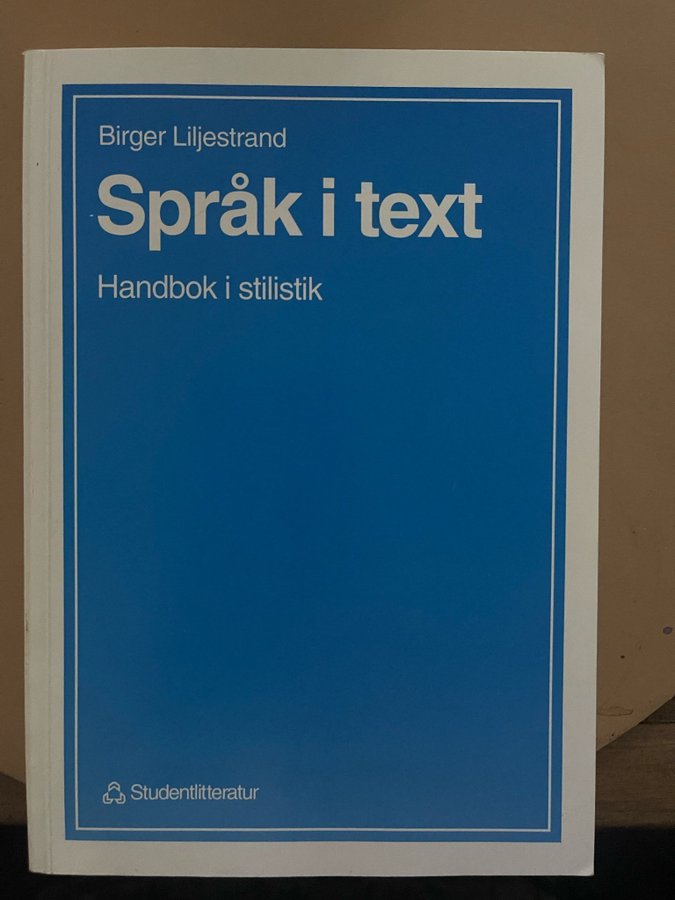 Birger Liljestrand
Språk i text
Handbok i stilistik
Studentlitteratur